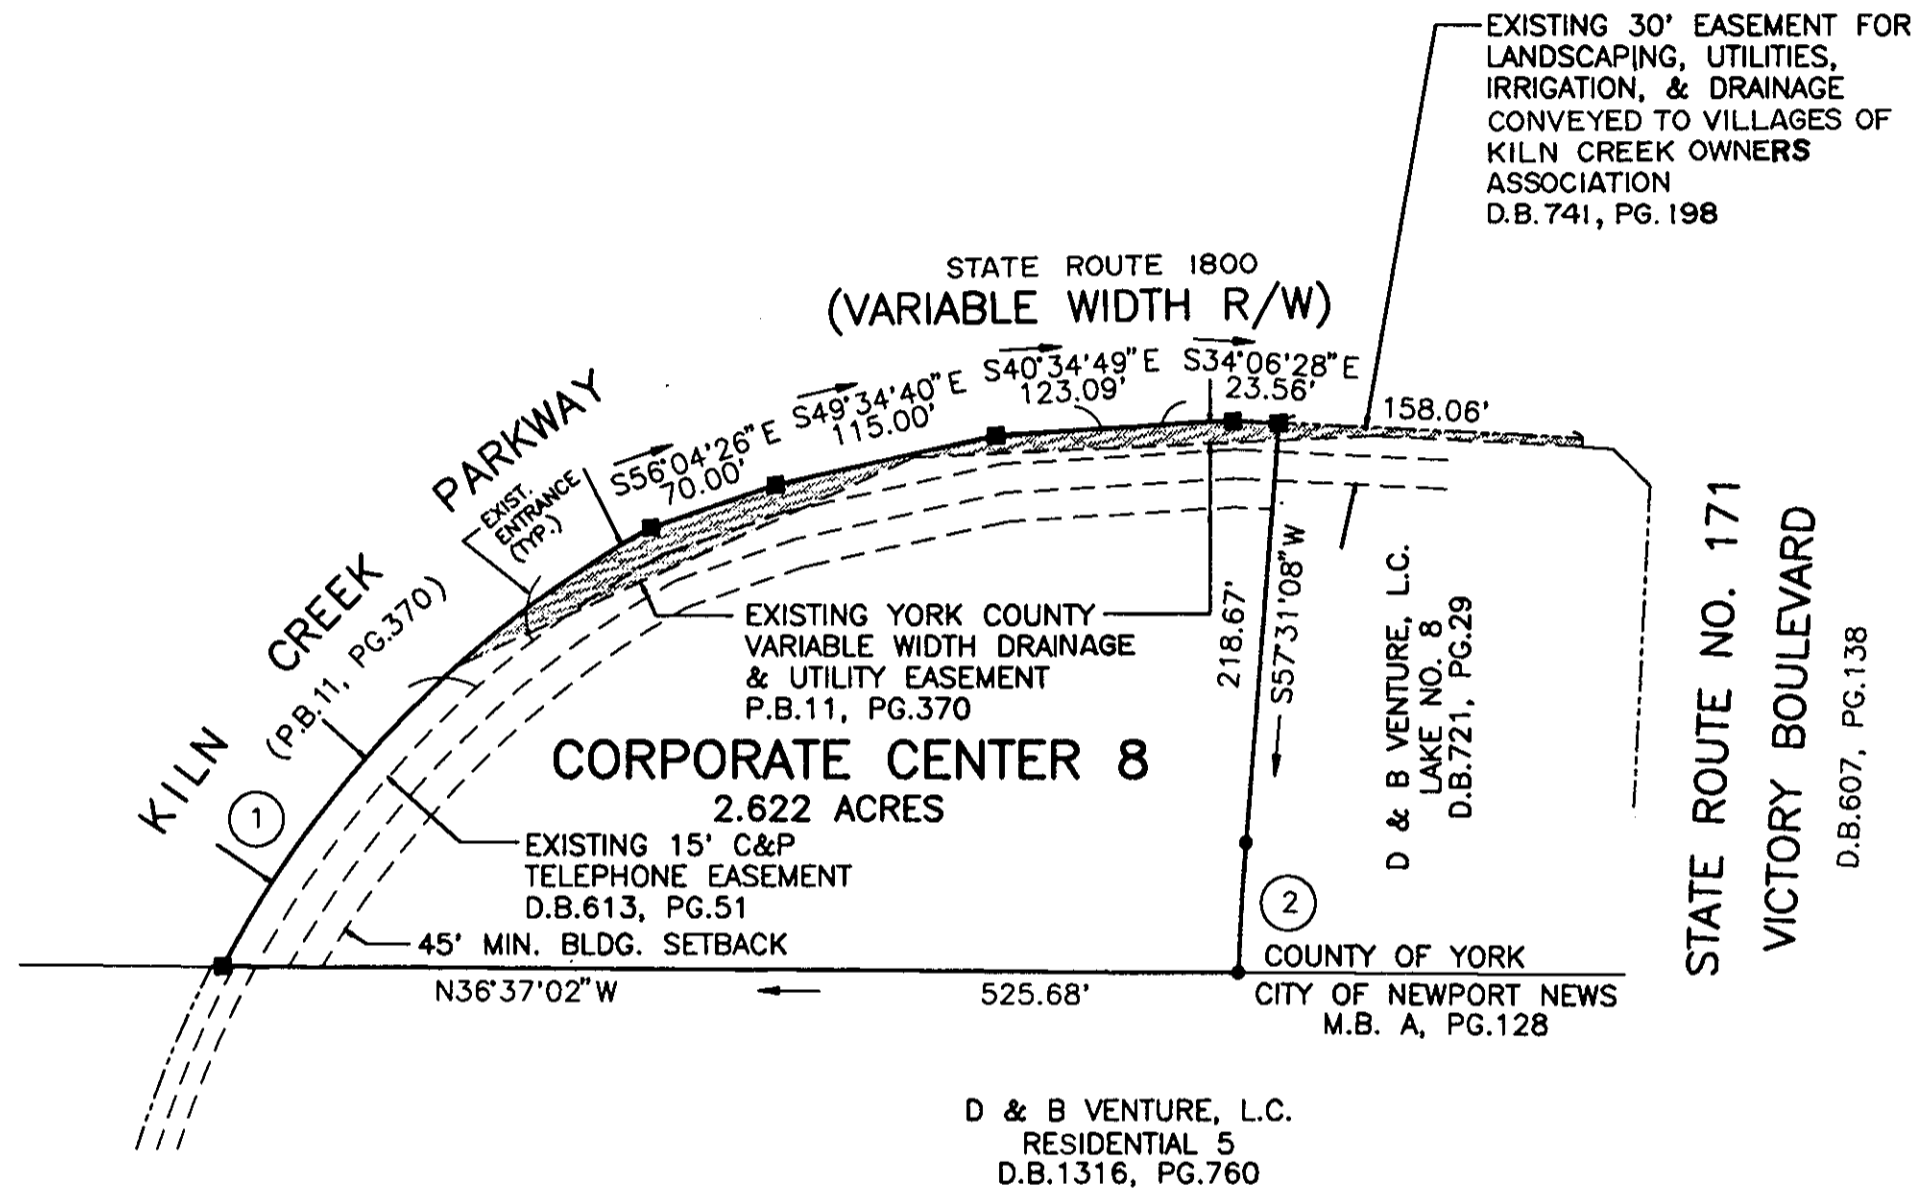 EXISTING 30' EASEMENT FOR
LANDSCAPING, UTILITIES,
IRRIGATION, & DRAINAGE
CONVEYED TO VILLAGES OF
KILN CREEK OWNERS
ASSOCIATION
D.B.741, PG.198
STATE ROUTE 1800
(VARIABLE WIDTH R/W)
S56°04'26"E
70.00'
S49°34'40"E
115.00'
S40°34'49"E
123.09'
S34°06'28"E
23.56'
158.06'
KILN CREEK PARKWAY
(P.B.11, PG.370)
EXIST.
ENTRANCE
(TYP.)
1
EXISTING YORK COUNTY
VARIABLE WIDTH DRAINAGE
& UTILITY EASEMENT
P.B.11, PG.370
CORPORATE CENTER 8
2.622 ACRES
EXISTING 15' C&P
TELEPHONE EASEMENT
D.B.613, PG.51
45' MIN. BLDG. SETBACK
218.67'
S57°31'08"W
D & B VENTURE, L.C.
LAKE NO. 8
D.B.721, PG.29
2
STATE ROUTE NO. 171
VICTORY BOULEVARD
D.B.607, PG.138
N36°37'02"W
525.68'
COUNTY OF YORK
CITY OF NEWPORT NEWS
M.B. A, PG.128
D & B VENTURE, L.C.
RESIDENTIAL 5
D.B.1316, PG.760